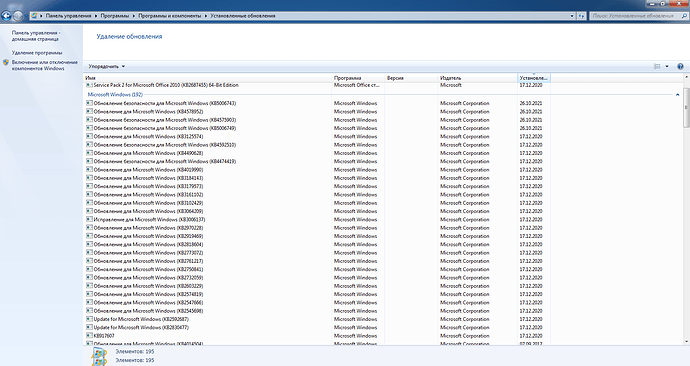 Панель управления ▸ Программы ▸ Программы и компоненты ▸ Установленные обновления
Поиск: Установленные обновления
Панель управления -
домашняя страница
Удаление программы
Включение или отключение
компонентов Windows
Удаление обновления
Упорядочить
Имя Программа Версия Издатель Установле...
Service Pack 2 for Microsoft Office 2010 (KB2687455) 64-Bit Edition Microsoft Office ст... Microsoft 17.12.2020
Microsoft Windows (192)
Обновление безопасности для Microsoft Windows (KB5006743) Microsoft Windows Microsoft Corporation 26.10.2021
Обновление для Microsoft Windows (KB4578952) Microsoft Windows Microsoft Corporation 26.10.2021
Обновление безопасности для Microsoft Windows (KB4575903) Microsoft Windows Microsoft Corporation 26.10.2021
Обновление безопасности для Microsoft Windows (KB5006749) Microsoft Windows Microsoft Corporation 26.10.2021
Обновление для Microsoft Windows (KB3125574) Microsoft Windows Microsoft Corporation 17.12.2020
Обновление безопасности для Microsoft Windows (KB4592510) Microsoft Windows Microsoft Corporation 17.12.2020
Обновление для Microsoft Windows (KB4490628) Microsoft Windows Microsoft Corporation 17.12.2020
Обновление безопасности для Microsoft Windows (KB4474419) Microsoft Windows Microsoft Corporation 17.12.2020
Обновление для Microsoft Windows (KB4019990) Microsoft Windows Microsoft Corporation 17.12.2020
Обновление для Microsoft Windows (KB3184143) Microsoft Windows Microsoft Corporation 17.12.2020
Обновление для Microsoft Windows (KB3179573) Microsoft Windows Microsoft Corporation 17.12.2020
Обновление для Microsoft Windows (KB3161102) Microsoft Windows Microsoft Corporation 17.12.2020
Обновление для Microsoft Windows (KB3102429) Microsoft Windows Microsoft Corporation 17.12.2020
Обновление для Microsoft Windows (KB3064209) Microsoft Windows Microsoft Corporation 17.12.2020
Исправление для Microsoft Windows (KB3006137) Microsoft Windows Microsoft Corporation 17.12.2020
Обновление для Microsoft Windows (KB2970228) Microsoft Windows Microsoft Corporation 17.12.2020
Обновление для Microsoft Windows (KB2919469) Microsoft Windows Microsoft Corporation 17.12.2020
Обновление для Microsoft Windows (KB2818604) Microsoft Windows Microsoft Corporation 17.12.2020
Обновление для Microsoft Windows (KB2773072) Microsoft Windows Microsoft Corporation 17.12.2020
Обновление для Microsoft Windows (KB2761217) Microsoft Windows Microsoft Corporation 17.12.2020
Обновление для Microsoft Windows (KB2750841) Microsoft Windows Microsoft Corporation 17.12.2020
Обновление для Microsoft Windows (KB2732059) Microsoft Windows Microsoft Corporation 17.12.2020
Обновление для Microsoft Windows (KB2603229) Microsoft Windows Microsoft Corporation 17.12.2020
Обновление для Microsoft Windows (KB2574819) Microsoft Windows Microsoft Corporation 17.12.2020
Обновление для Microsoft Windows (KB2547666) Microsoft Windows Microsoft Corporation 17.12.2020
Обновление для Microsoft Windows (KB2545698) Microsoft Windows Microsoft Corporation 17.12.2020
Update for Microsoft Windows (KB2592687) Microsoft Windows Microsoft Corporation 17.12.2020
Update for Microsoft Windows (KB2830477) Microsoft Windows Microsoft Corporation 17.12.2020
KB917607 Microsoft Windows Microsoft Corporation 17.12.2020
Обновление для Microsoft Windows (KB4014504) Microsoft Windows Microsoft Corporation 07.09.2017
Элементов: 195
Элементов: 195